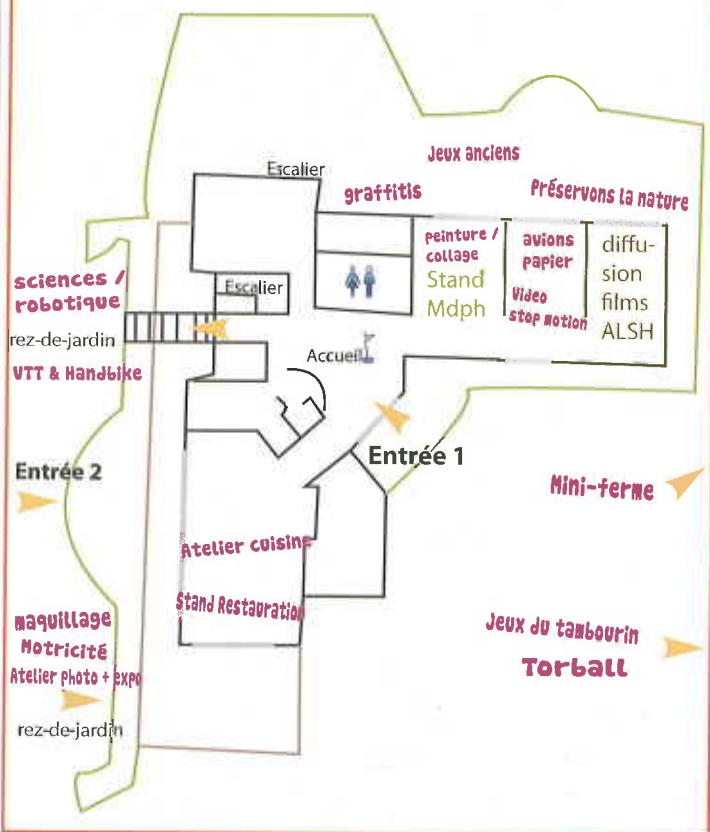 Jeux anciens
Escalier
graffitis
Préservons la nature
peinture /
collage
Stand
Mdph
avions
papier
Video
stop motion
diffu-
sion
films
ALSH
sciences /
robotique
Escalier
rez-de-jardin
VTT & Handbike
Accueil
Entrée 1
Entrée 2
Mini-ferme
Atelier cuisine
Stand Restauration
maquillage
Motricité
Atelier photo + expo
rez-de-jardin
Jeux du tambourin
Torball